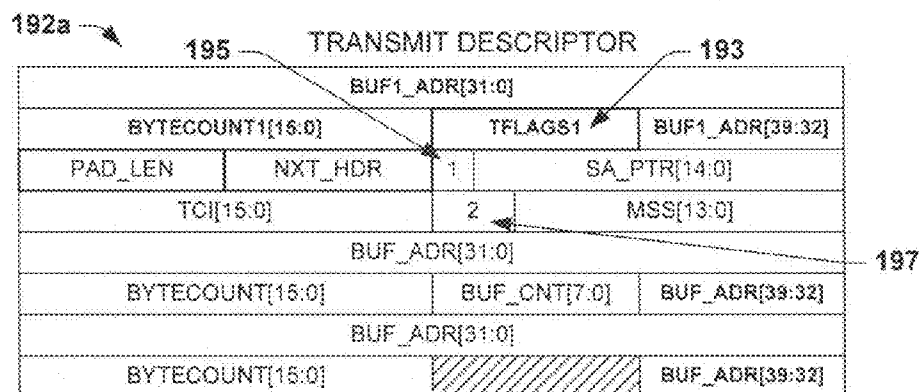 192a
TRANSMIT DESCRIPTOR
195
193
BUF1_ADR[31:0]
BYTECOUNT1[15:0] TFLAGS1 BUF1_ADR[39:32]
PAD_LEN NXT_HDR 1 SA_PTR[14:0]
TCI[15:0] 2 MSS[13:0]
197
BUF_ADR[31:0]
BYTECOUNT[15:0] BUF_CNT[7:0] BUF_ADR[39:32]
BUF_ADR[31:0]
BYTECOUNT[15:0] BUF_ADR[39:32]